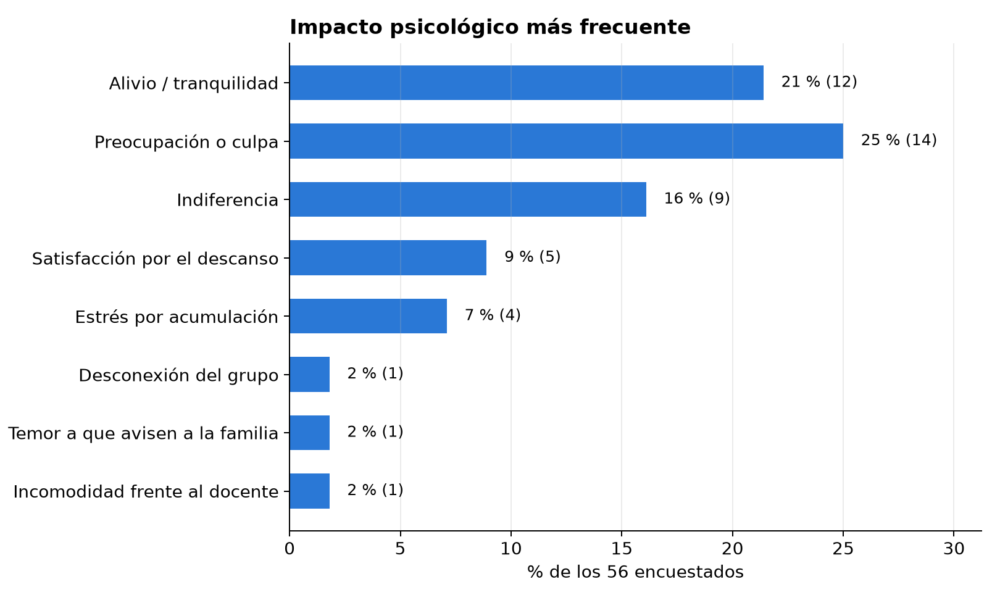 Impacto psicológico más frecuente
Alivio / tranquilidad 21 % (12)
Preocupación o culpa 25 % (14)
Indiferencia 16 % (9)
Satisfacción por el descanso 9 % (5)
Estrés por acumulación 7 % (4)
Desconexión del grupo 2 % (1)
Temor a que avisen a la familia 2 % (1)
Incomodidad frente al docente 2 % (1)
0 5 10 15 20 25 30
% de los 56 encuestados